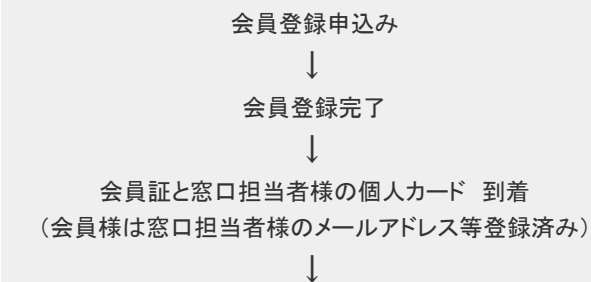 会員登録申込み
↓
会員登録完了
↓
会員証と窓口担当者様の個人カード　到着
（会員様は窓口担当者様のメールアドレス等登録済み）
↓